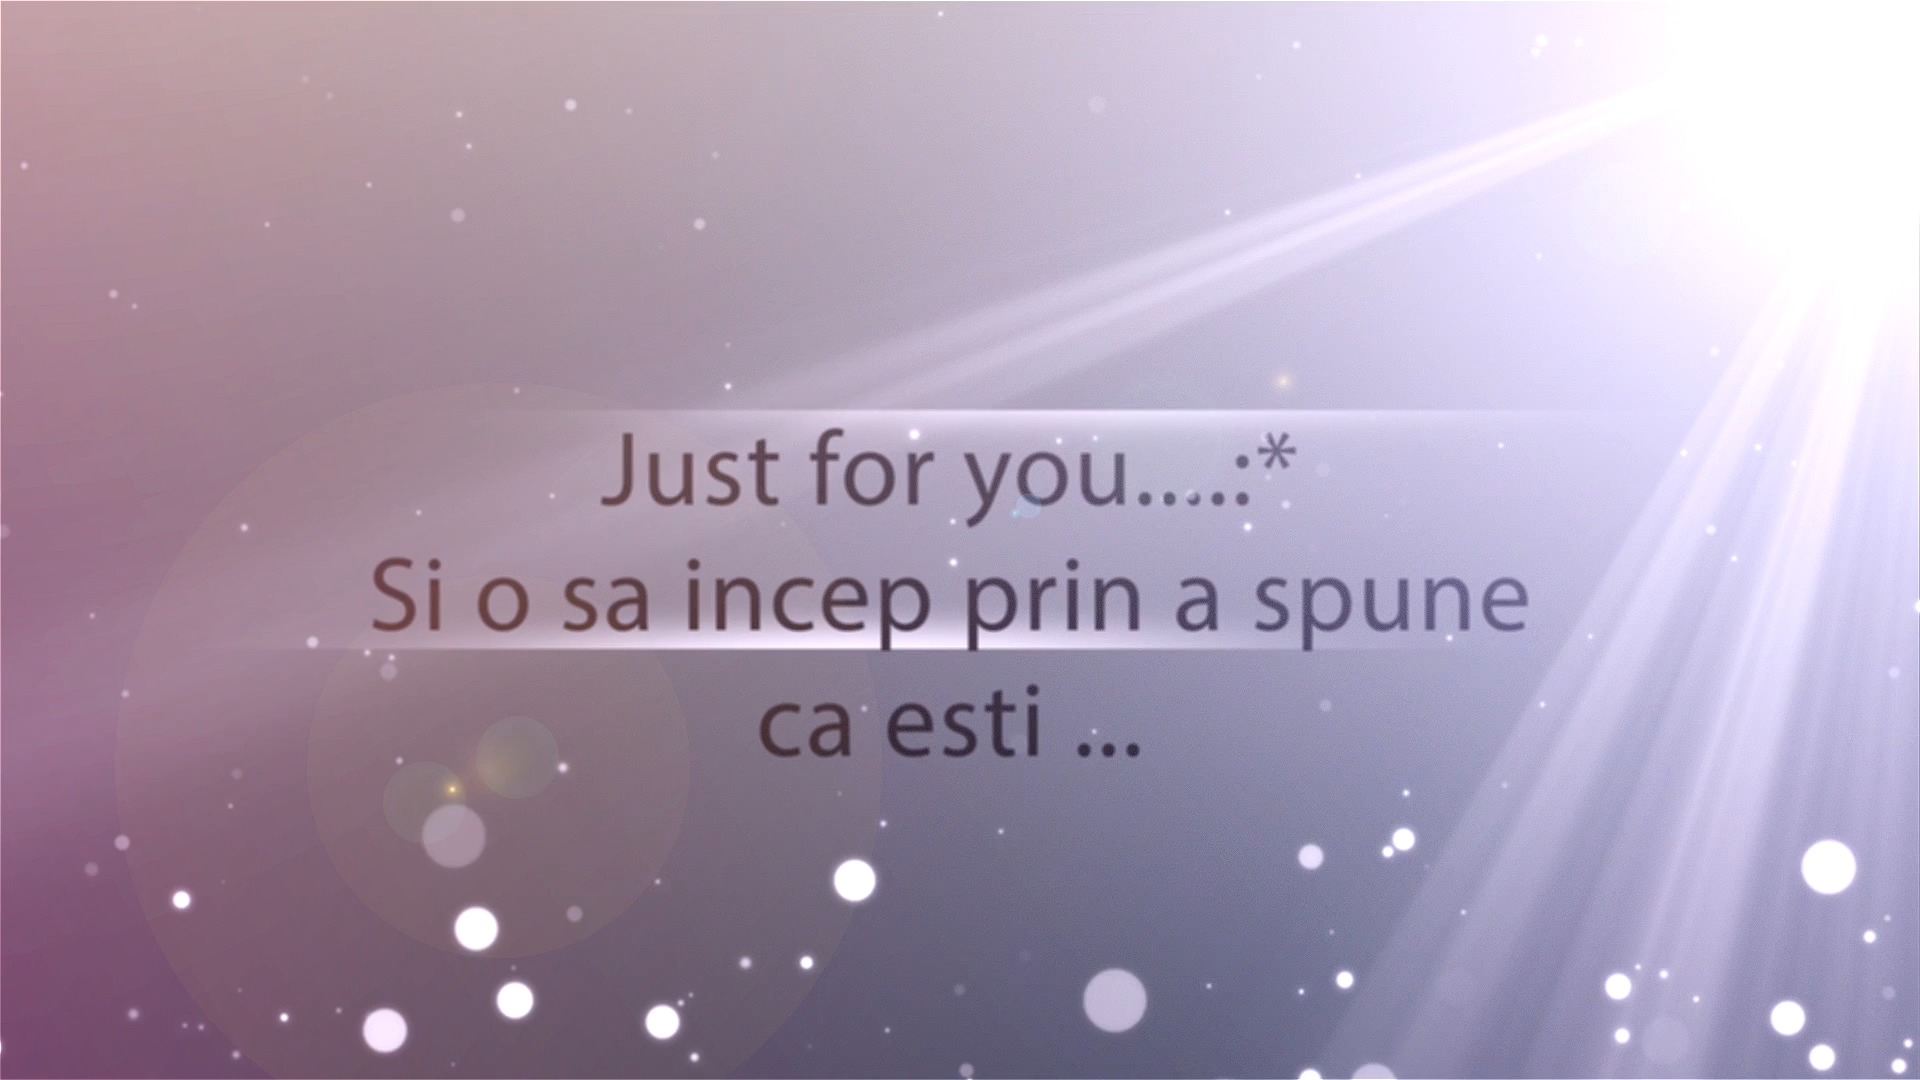 Just for you....:*
Si o sa incep prin a spune
ca esti ...